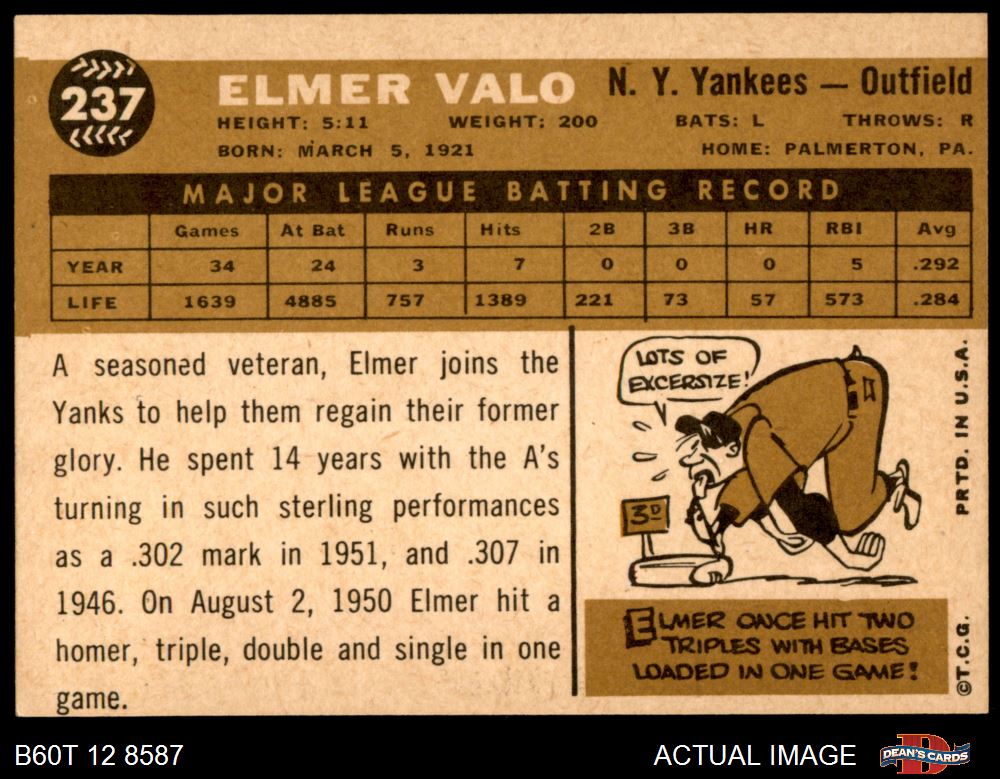 237
ELMER VALO N. Y. Yankees — Outfield
HEIGHT: 5:11 WEIGHT: 200 BATS: L THROWS: R
BORN: MARCH 5, 1921 HOME: PALMERTON, PA.
MAJOR LEAGUE BATTING RECORD
Games At Bat Runs Hits 2B 3B HR RBI Avg
YEAR 34 24 3 7 0 0 0 5 .292
LIFE 1639 4885 757 1389 221 73 57 573 .284
A seasoned veteran, Elmer joins the
Yanks to help them regain their former
glory. He spent 14 years with the A's
turning in such sterling performances
as a .302 mark in 1951, and .307 in
1946. On August 2, 1950 Elmer hit a
homer, triple, double and single in one
game.
LOTS OF
EXCERSIZE!
3D
ELMER ONCE HIT TWO
TRIPLES WITH BASES
LOADED IN ONE GAME!
PRTD. IN U.S.A.
©T.C.G.
B60T 12 8587
ACTUAL IMAGE
D
DEAN'S CARDS